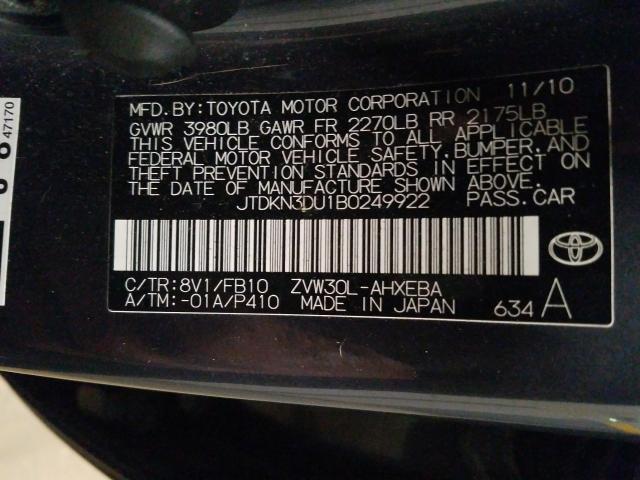 MFD. BY: TOYOTA MOTOR CORPORATION 11/10
GVWR 3980LB GAWR FR 2270LB RR 2175LB
THIS VEHICLE CONFORMS TO ALL APPLICABLE
FEDERAL MOTOR VEHICLE SAFETY, BUMPER, AND
THEFT PREVENTION STANDARDS IN EFFECT ON
THE DATE OF MANUFACTURE SHOWN ABOVE.
JTDKN3DU1B0249922 PASS. CAR
C/TR: 8V1/FB10 ZVW30L-AHXEBA
A/TM: -01A/P410 MADE IN JAPAN 634 A
47170